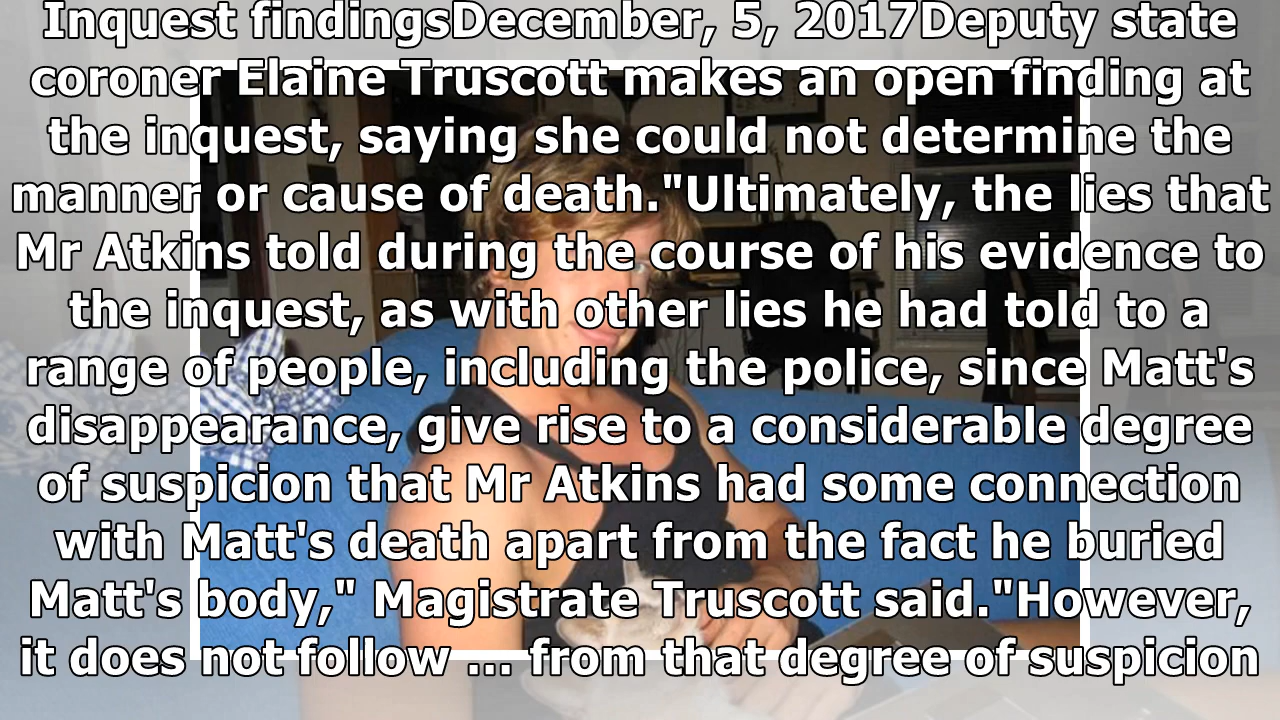 Inquest findingsDecember, 5, 2017Deputy state
coroner Elaine Truscott makes an open finding at
the inquest, saying she could not determine the
manner or cause of death."Ultimately, the lies that
Mr Atkins told during the course of his evidence to
the inquest, as with other lies he had told to a
range of people, including the police, since Matt's
disappearance, give rise to a considerable degree
of suspicion that Mr Atkins had some connection
with Matt's death apart from the fact he buried
Matt's body," Magistrate Truscott said."However,
it does not follow ... from that degree of suspicion